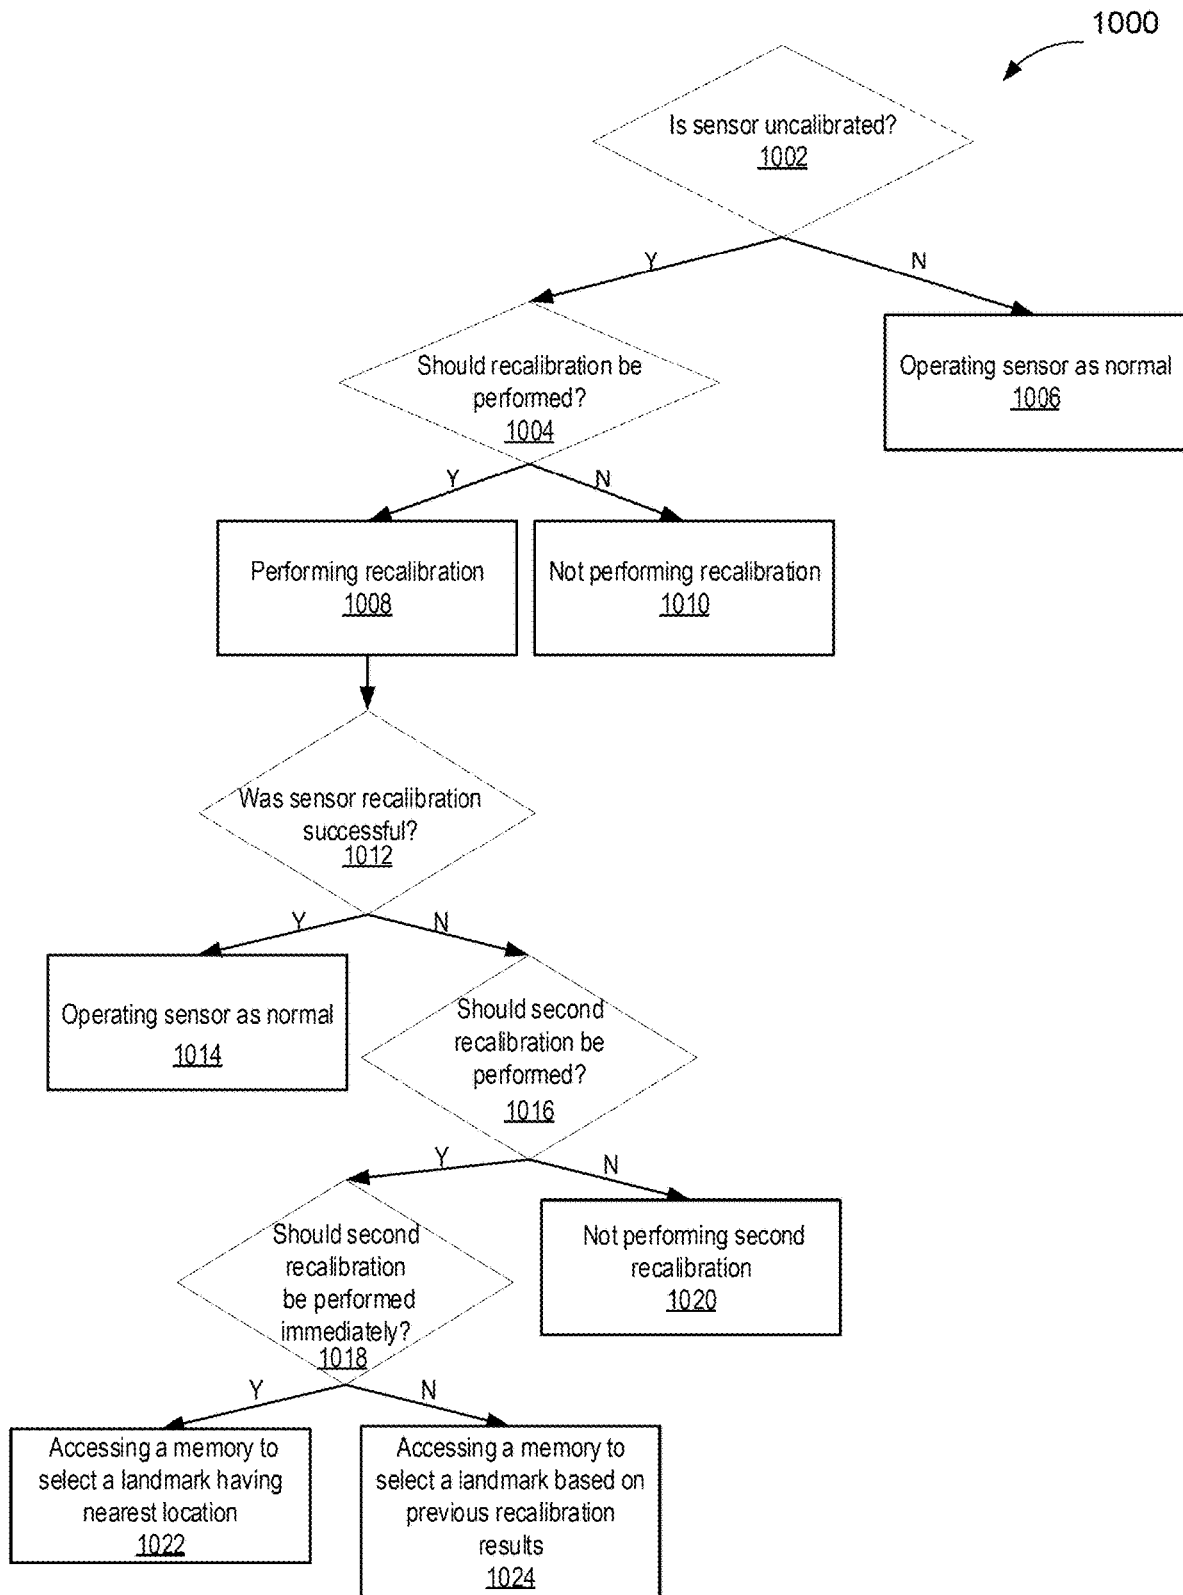 1000
Is sensor uncalibrated?
1002
Y
N
Should recalibration be
performed?
1004
Operating sensor as normal
1006
Y
N
Performing recalibration
1008
Not performing recalibration
1010
Was sensor recalibration
successful?
1012
Y
N
Operating sensor as normal
1014
Should second
recalibration be
performed?
1016
Y
N
Should second
recalibration
be performed
immediately?
1018
Not performing second
recalibration
1020
Y
N
Accessing a memory to
select a landmark having
nearest location
1022
Accessing a memory to
select a landmark based on
previous recalibration
results
1024